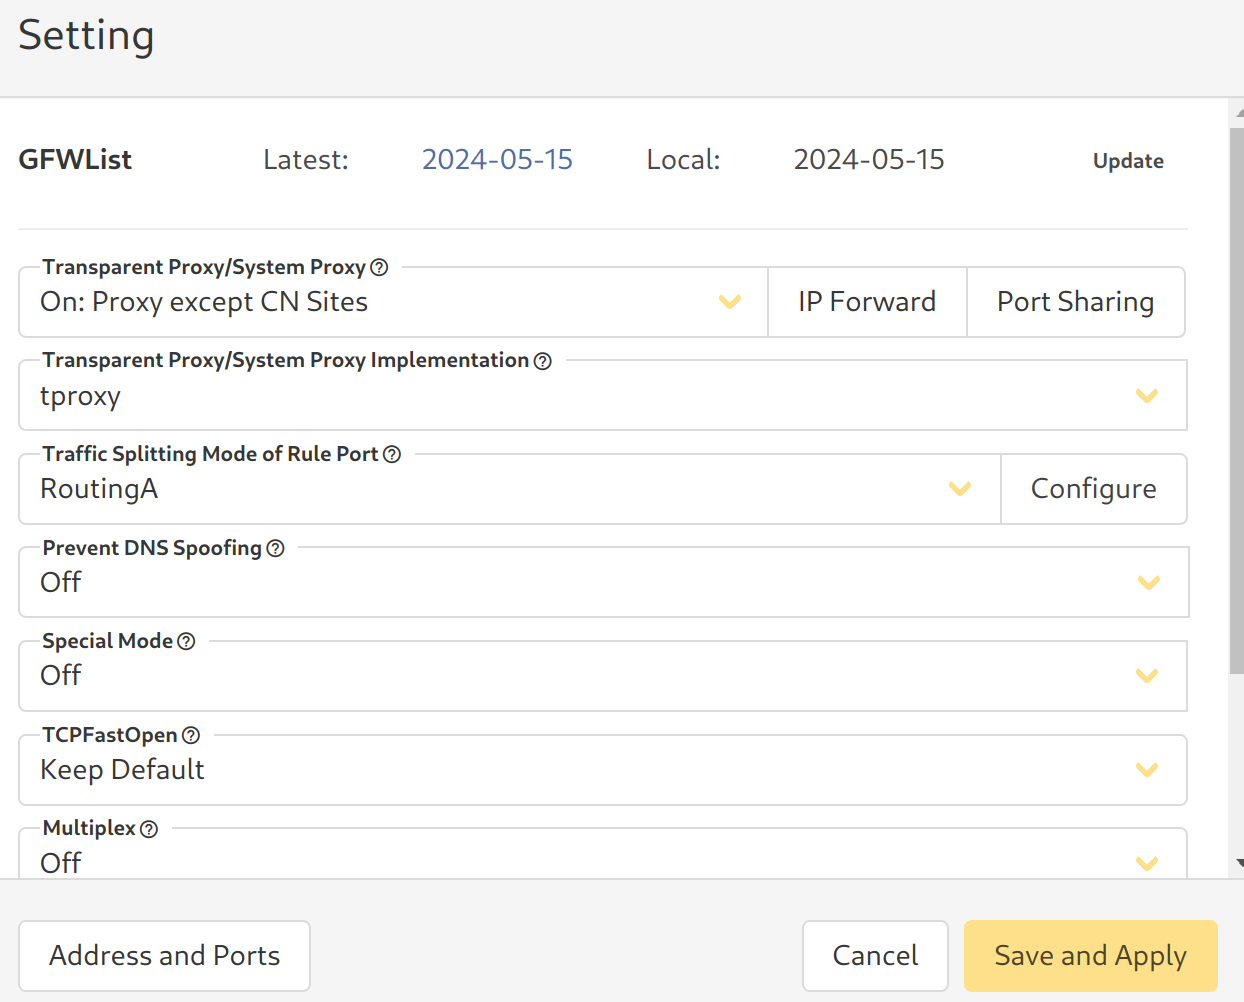 Setting
GFWList Latest: 2024-05-15 Local: 2024-05-15 Update
Transparent Proxy/System Proxy
On: Proxy except CN Sites IP Forward Port Sharing
Transparent Proxy/System Proxy Implementation
tproxy
Traffic Splitting Mode of Rule Port
RoutingA Configure
Prevent DNS Spoofing
Off
Special Mode
Off
TCPFastOpen
Keep Default
Multiplex
Off
Address and Ports Cancel Save and Apply